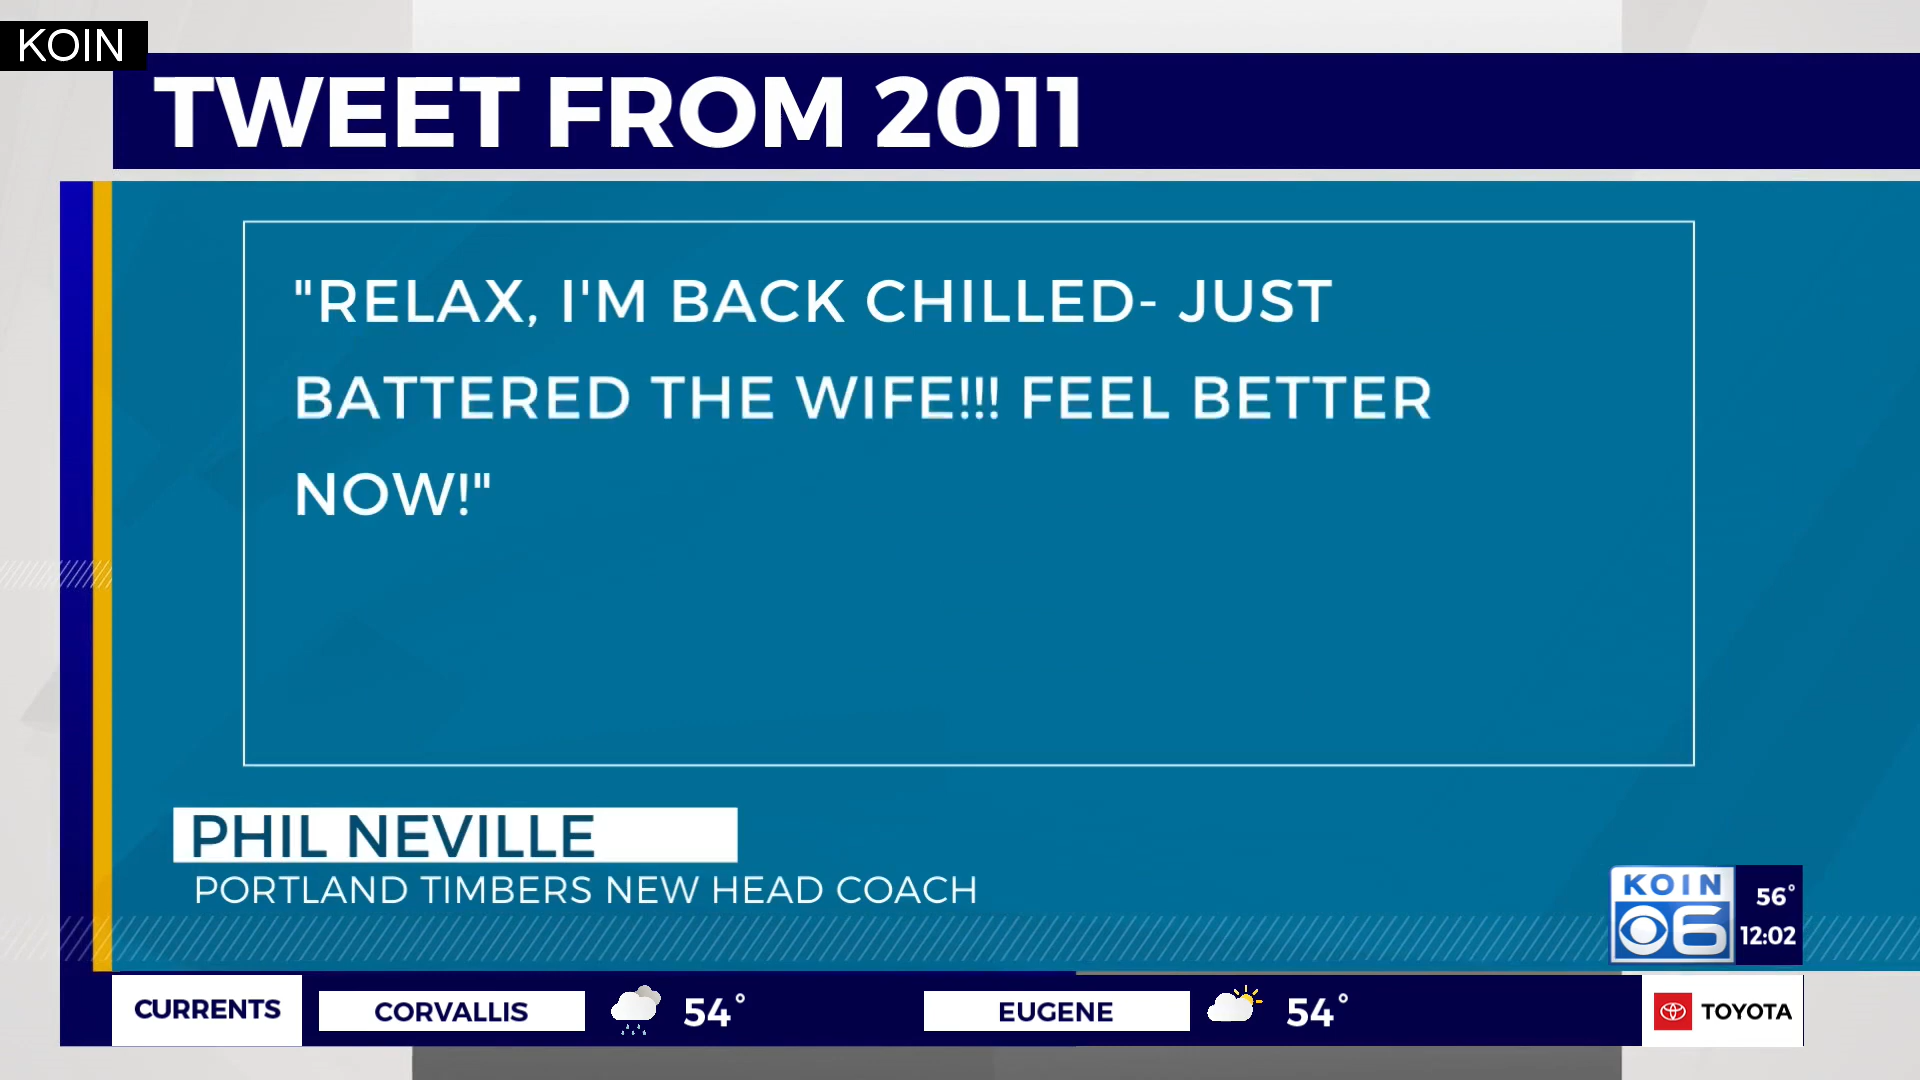 KOIN
TWEET FROM 2011
"RELAX, I'M BACK CHILLED- JUST
BATTERED THE WIFE!!! FEEL BETTER
NOW!"
PHIL NEVILLE
PORTLAND TIMBERS NEW HEAD COACH
KOIN
6
56°
12:02
CURRENTS
CORVALLIS
54°
EUGENE
54°
TOYOTA